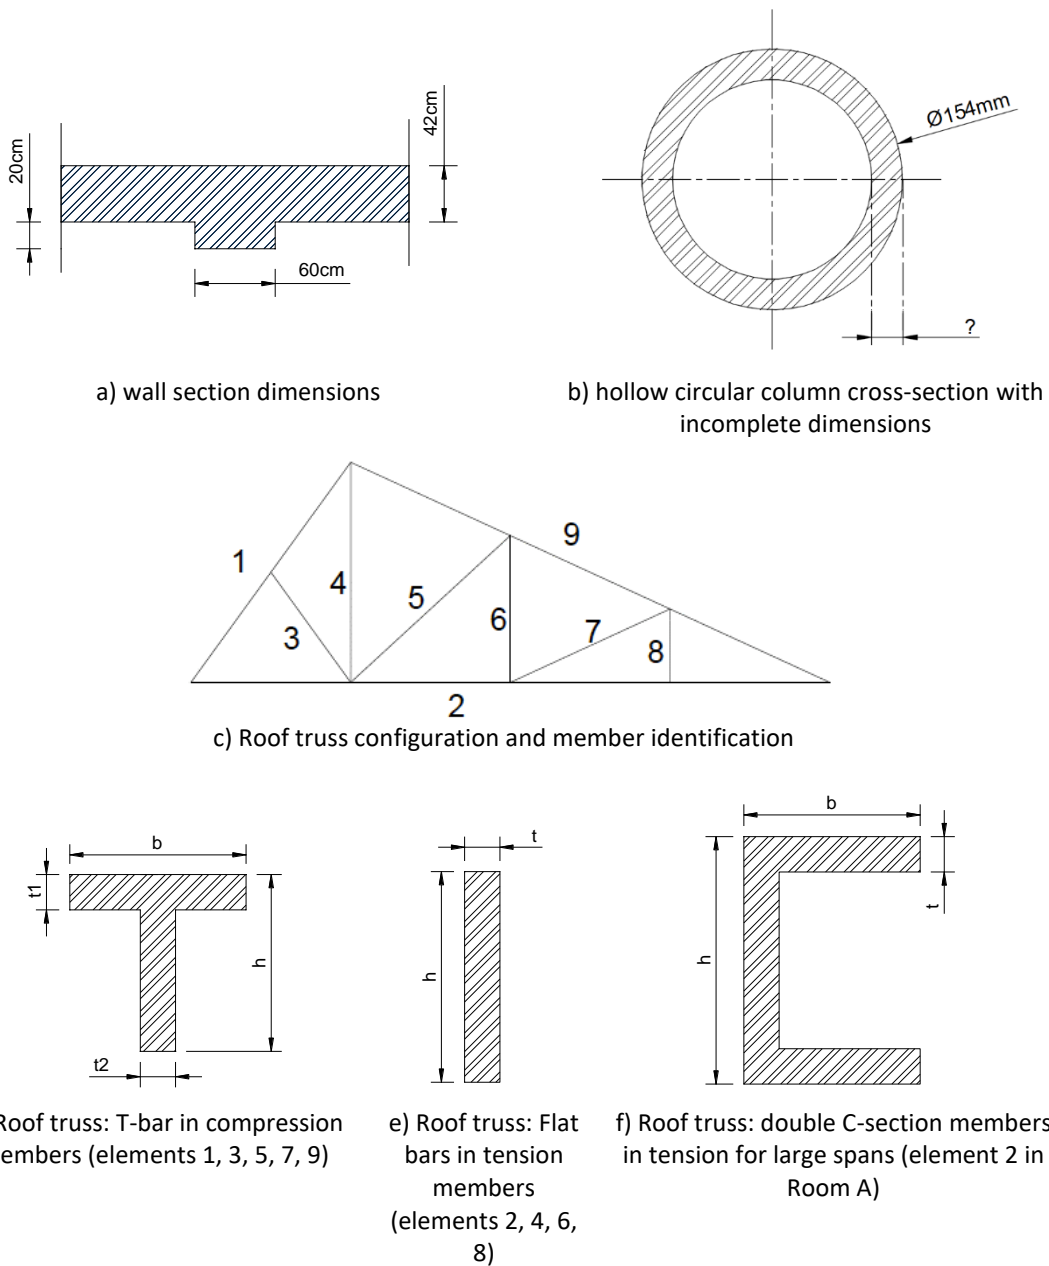 20cm
42cm
60cm
Ø154mm
?
a) wall section dimensions
b) hollow circular column cross-section with
incomplete dimensions
1
2
3
4
5
6
7
8
9
c) Roof truss configuration and member identification
b
t1
h
t2
t
h
b
t
h
Roof truss: T-bar in compression
embers (elements 1, 3, 5, 7, 9)
e) Roof truss: Flat
bars in tension
members
(elements 2, 4, 6,
8)
f) Roof truss: double C-section members
in tension for large spans (element 2 in
Room A)